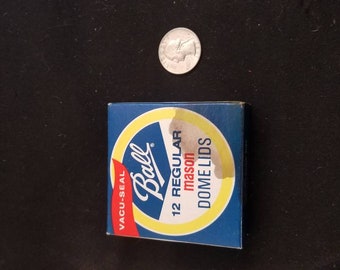 VACU-SEAL
Ball®
12 REGULAR
mason
DOME LIDS